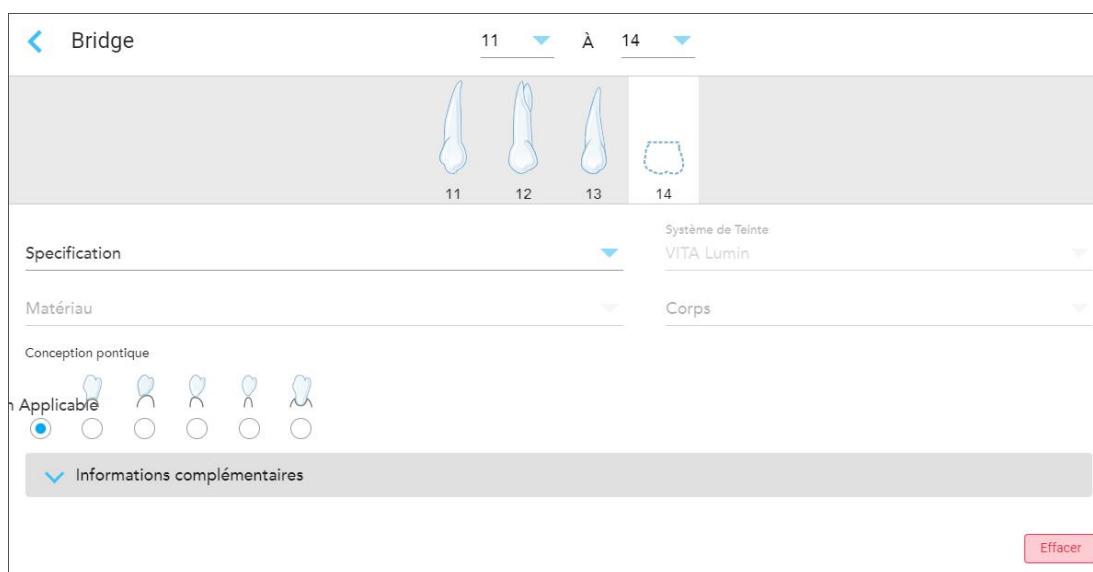 Bridge 11 À 14
11 12 13 14
Specification
Système de Teinte
VITA Lumin
Matériau
Corps
Conception pontique
n Applicable
Informations complémentaires
Effacer